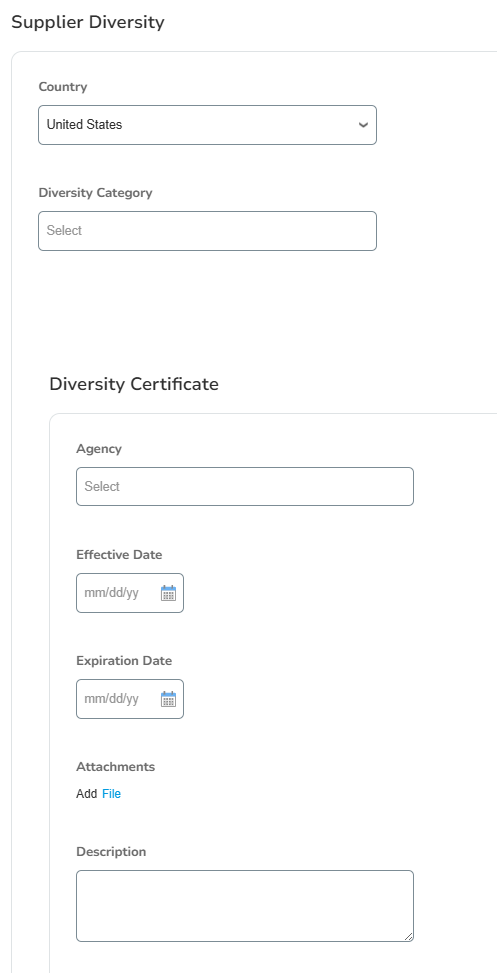 Supplier Diversity
Country
United States
Diversity Category
Select
Diversity Certificate
Agency
Select
Effective Date
mm/dd/yy
Expiration Date
mm/dd/yy
Attachments
Add File
Description